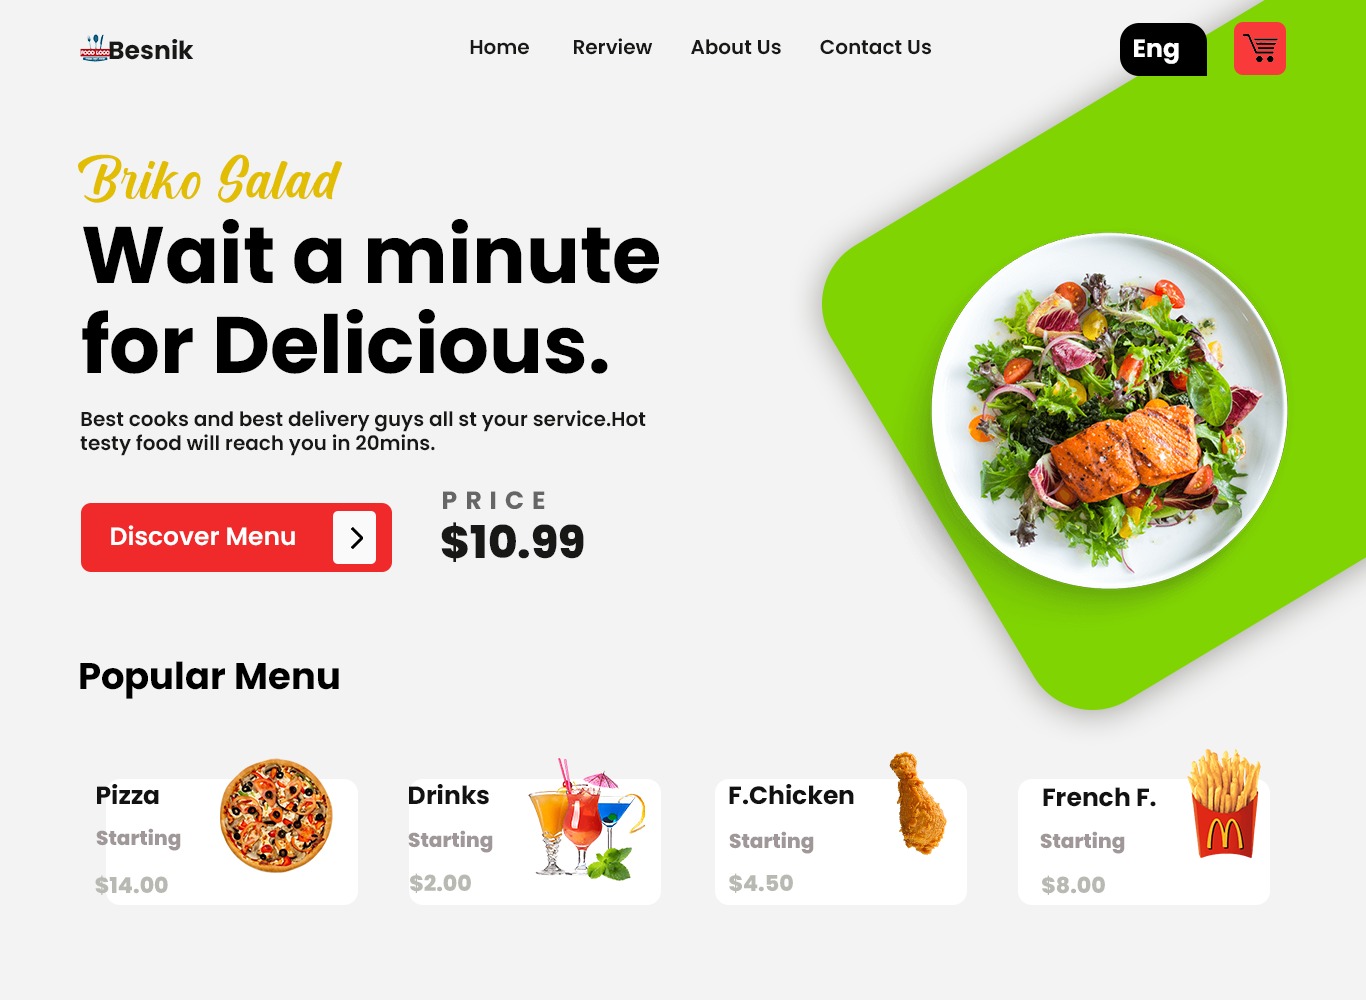 FOOD LOGO
Besnik
Home
Rerview
About Us
Contact Us
Eng
Briko Salad
Wait a minute
for Delicious.
Best cooks and best delivery guys all st your service.Hot
testy food will reach you in 20mins.
Discover Menu
PRICE
$10.99
Popular Menu
Pizza
Starting
$14.00
Drinks
Starting
$2.00
F.Chicken
Starting
$4.50
French F.
Starting
$8.00